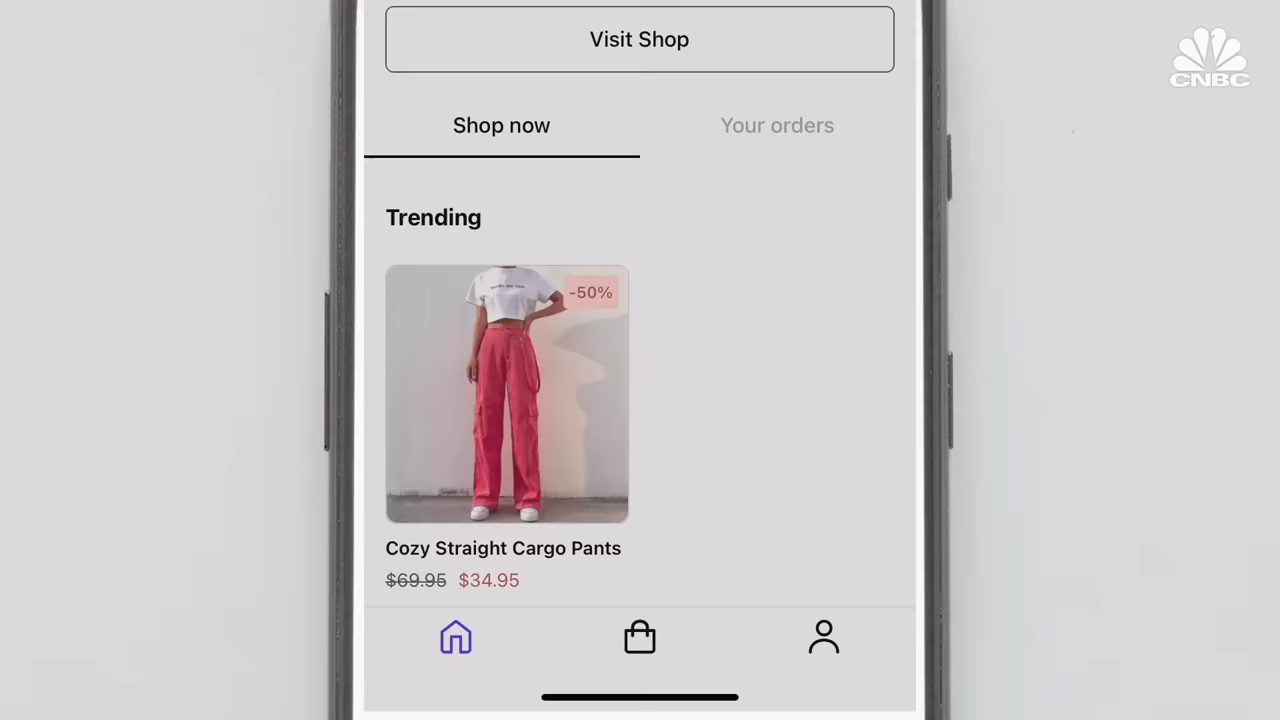 Visit Shop
CNBC
Shop now
Your orders
Trending
-50%
Cozy Straight Cargo Pants
$69.95 $34.95